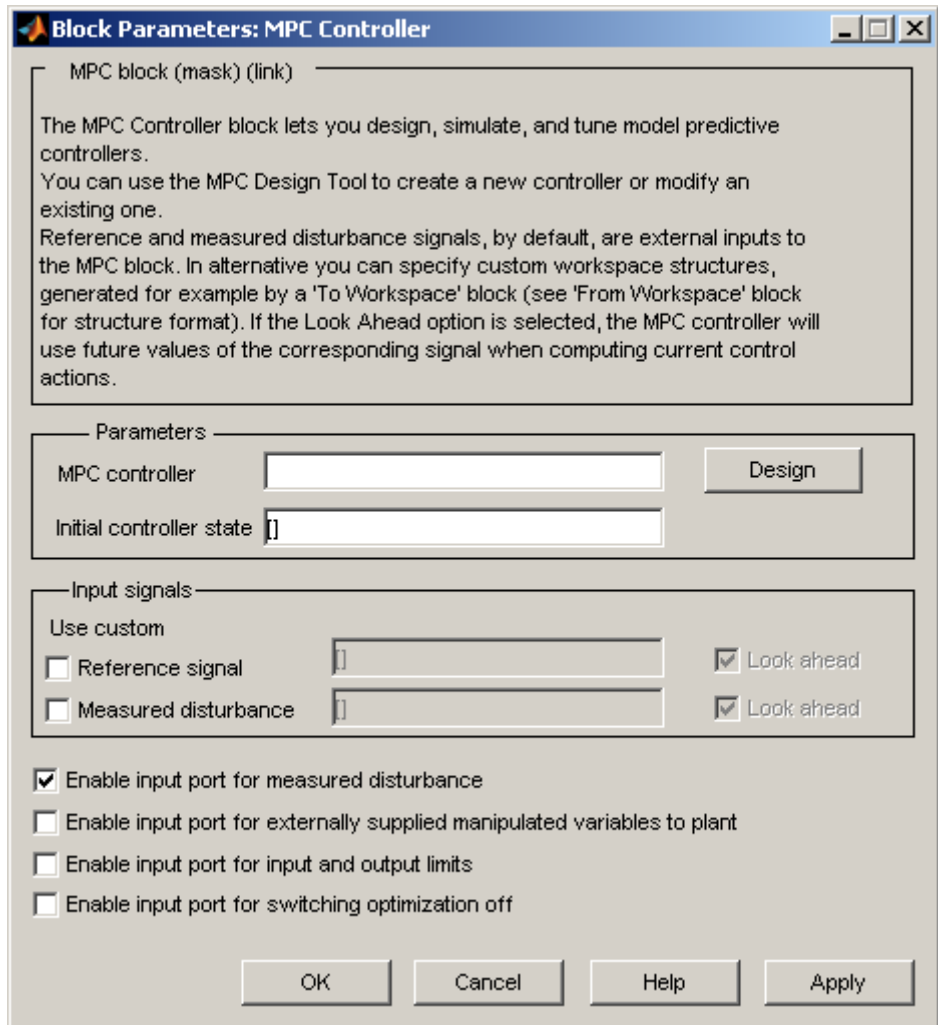 Block Parameters: MPC Controller
MPC block (mask) (link)
The MPC Controller block lets you design, simulate, and tune model predictive
controllers.
You can use the MPC Design Tool to create a new controller or modify an
existing one.
Reference and measured disturbance signals, by default, are external inputs to
the MPC block. In alternative you can specify custom workspace structures,
generated for example by a 'To Workspace' block (see 'From Workspace' block
for structure format). If the Look Ahead option is selected, the MPC controller will
use future values of the corresponding signal when computing current control
actions.
Parameters
MPC controller Design
Initial controller state []
Input signals
Use custom
Reference signal [] Look ahead
Measured disturbance [] Look ahead
Enable input port for measured disturbance
Enable input port for externally supplied manipulated variables to plant
Enable input port for input and output limits
Enable input port for switching optimization off
OK Cancel Help Apply